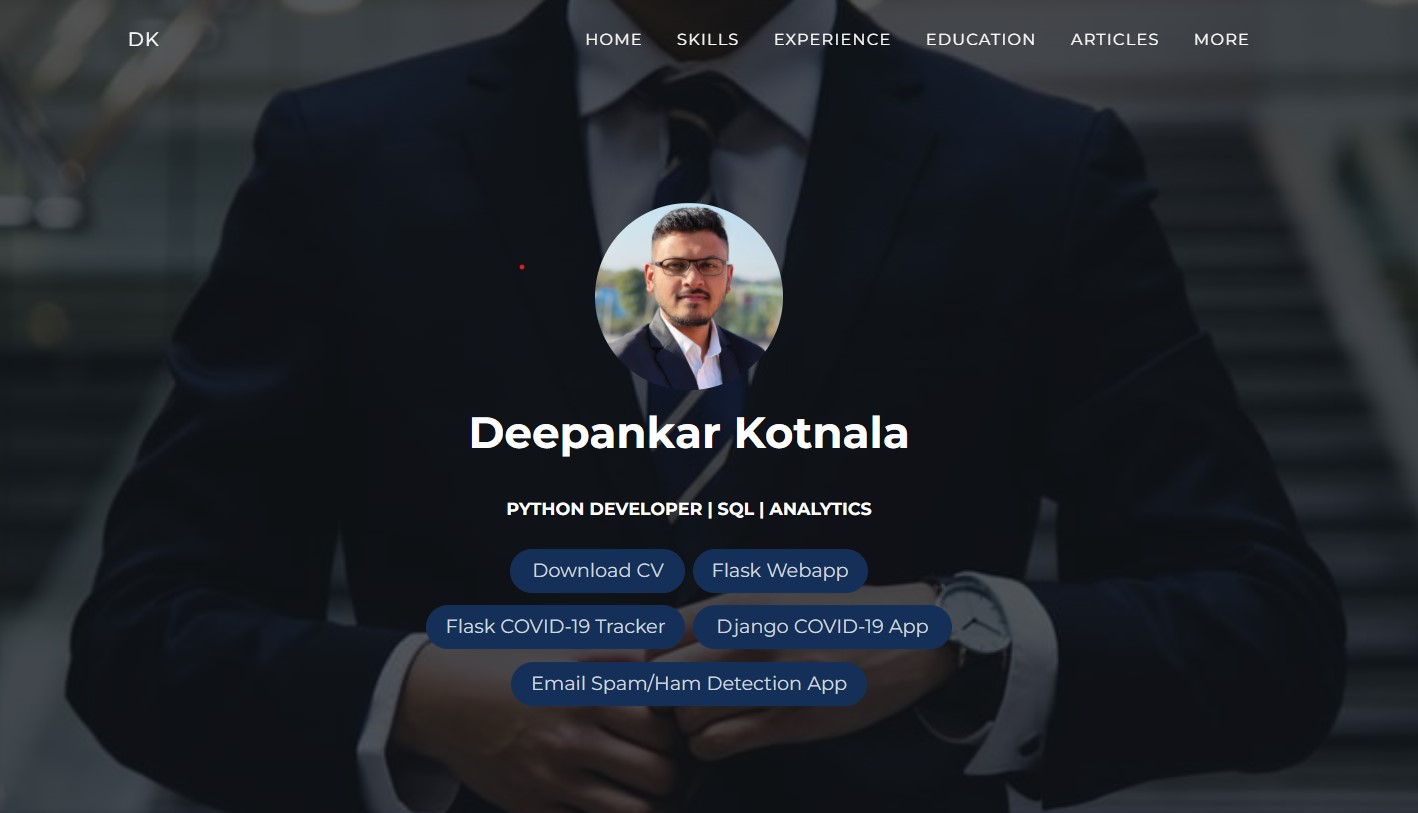 DK HOME SKILLS EXPERIENCE EDUCATION ARTICLES MORE
Deepankar Kotnala
PYTHON DEVELOPER | SQL | ANALYTICS
Download CV Flask Webapp
Flask COVID-19 Tracker Django COVID-19 App
Email Spam/Ham Detection App